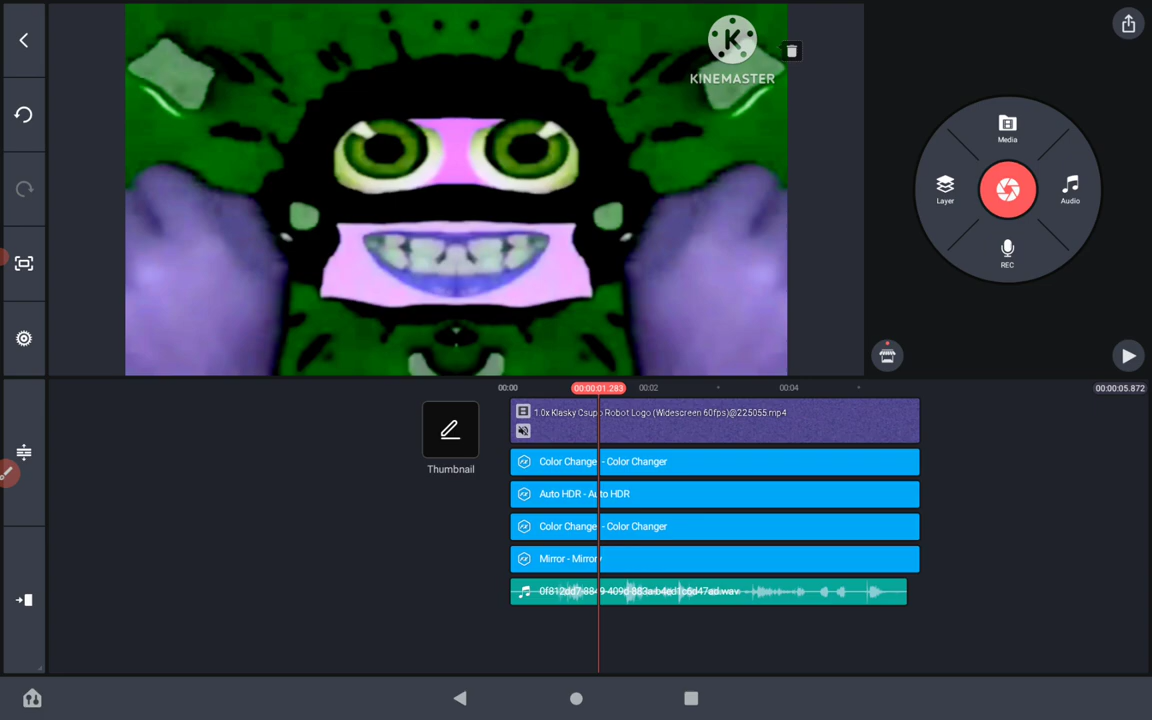 KINEMASTER
Media
Layer
Audio
REC
00:00
00:00:01.283
00:02
00:04
00:00:05.872
1.0x Klasky Csupo Robot Logo (Widescreen 60fps)@225055.mp4
Thumbnail
Color Changer - Color Changer
Auto HDR - Auto HDR
Color Changer - Color Changer
Mirror - Mirror